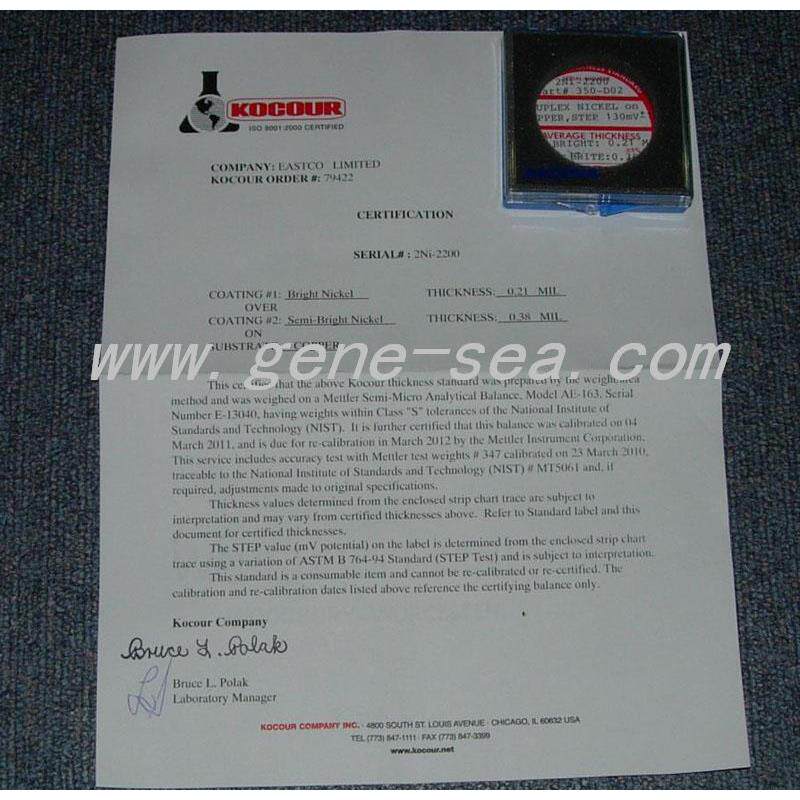 KOCOUR
ISO 9001:2000 CERTIFIED
COMPANY: EASTCO LIMITED
KOCOUR ORDER #: 79422
2Ni-2200
350-D02
NICKEL on
STEP 130mV
AVERAGE THICKNESS
BRIGHT: 0.21 M
KOCOUR
CERTIFICATION
SERIAL# : 2Ni-2200
COATING #1: Bright Nickel THICKNESS: 0.21 MIL
OVER
COATING #2: Semi-Bright Nickel THICKNESS: 0.38 MIL
ON
SUBSTRATE: COPPER
www.gene-sea.com
This certifies that the above Kocour thickness standard was prepared by the weigh/area
method and was weighed on a Mettler Semi-Micro Analytical Balance, Model AE-163, Serial
Number E-13040, having weights within Class "S" tolerances of the National Institute of
Standards and Technology (NIST). It is further certified that this balance was calibrated on 04
March 2011, and is due for re-calibration in March 2012 by the Mettler Instrument Corporation.
This service includes accuracy test with Mettler test weights # 347 calibrated on 23 March 2010,
traceable to the National Institute of Standards and Technology (NIST) # MT5061 and, if
required, adjustments made to original specifications.
Thickness values determined from the enclosed strip chart trace are subject to
interpretation and may vary from certified thicknesses above. Refer to Standard label and this
document for certified thicknesses.
The STEP value (mV potential) on the label is determined from the enclosed strip chart
trace using a variation of ASTM B 764-94 Standard (STEP Test) and is subject to interpretation.
This standard is a consumable item and cannot be re-calibrated or re-certified. The
calibration and re-calibration dates listed above reference the certifying balance only.
Kocour Company
Bruce L. Polak
Bruce L. Polak
Laboratory Manager
KOCOUR COMPANY INC. · 4800 SOUTH ST. LOUIS AVENUE · CHICAGO, IL 60632 USA
TEL (773) 847-1111 · FAX (773) 847-3399
www.kocour.net